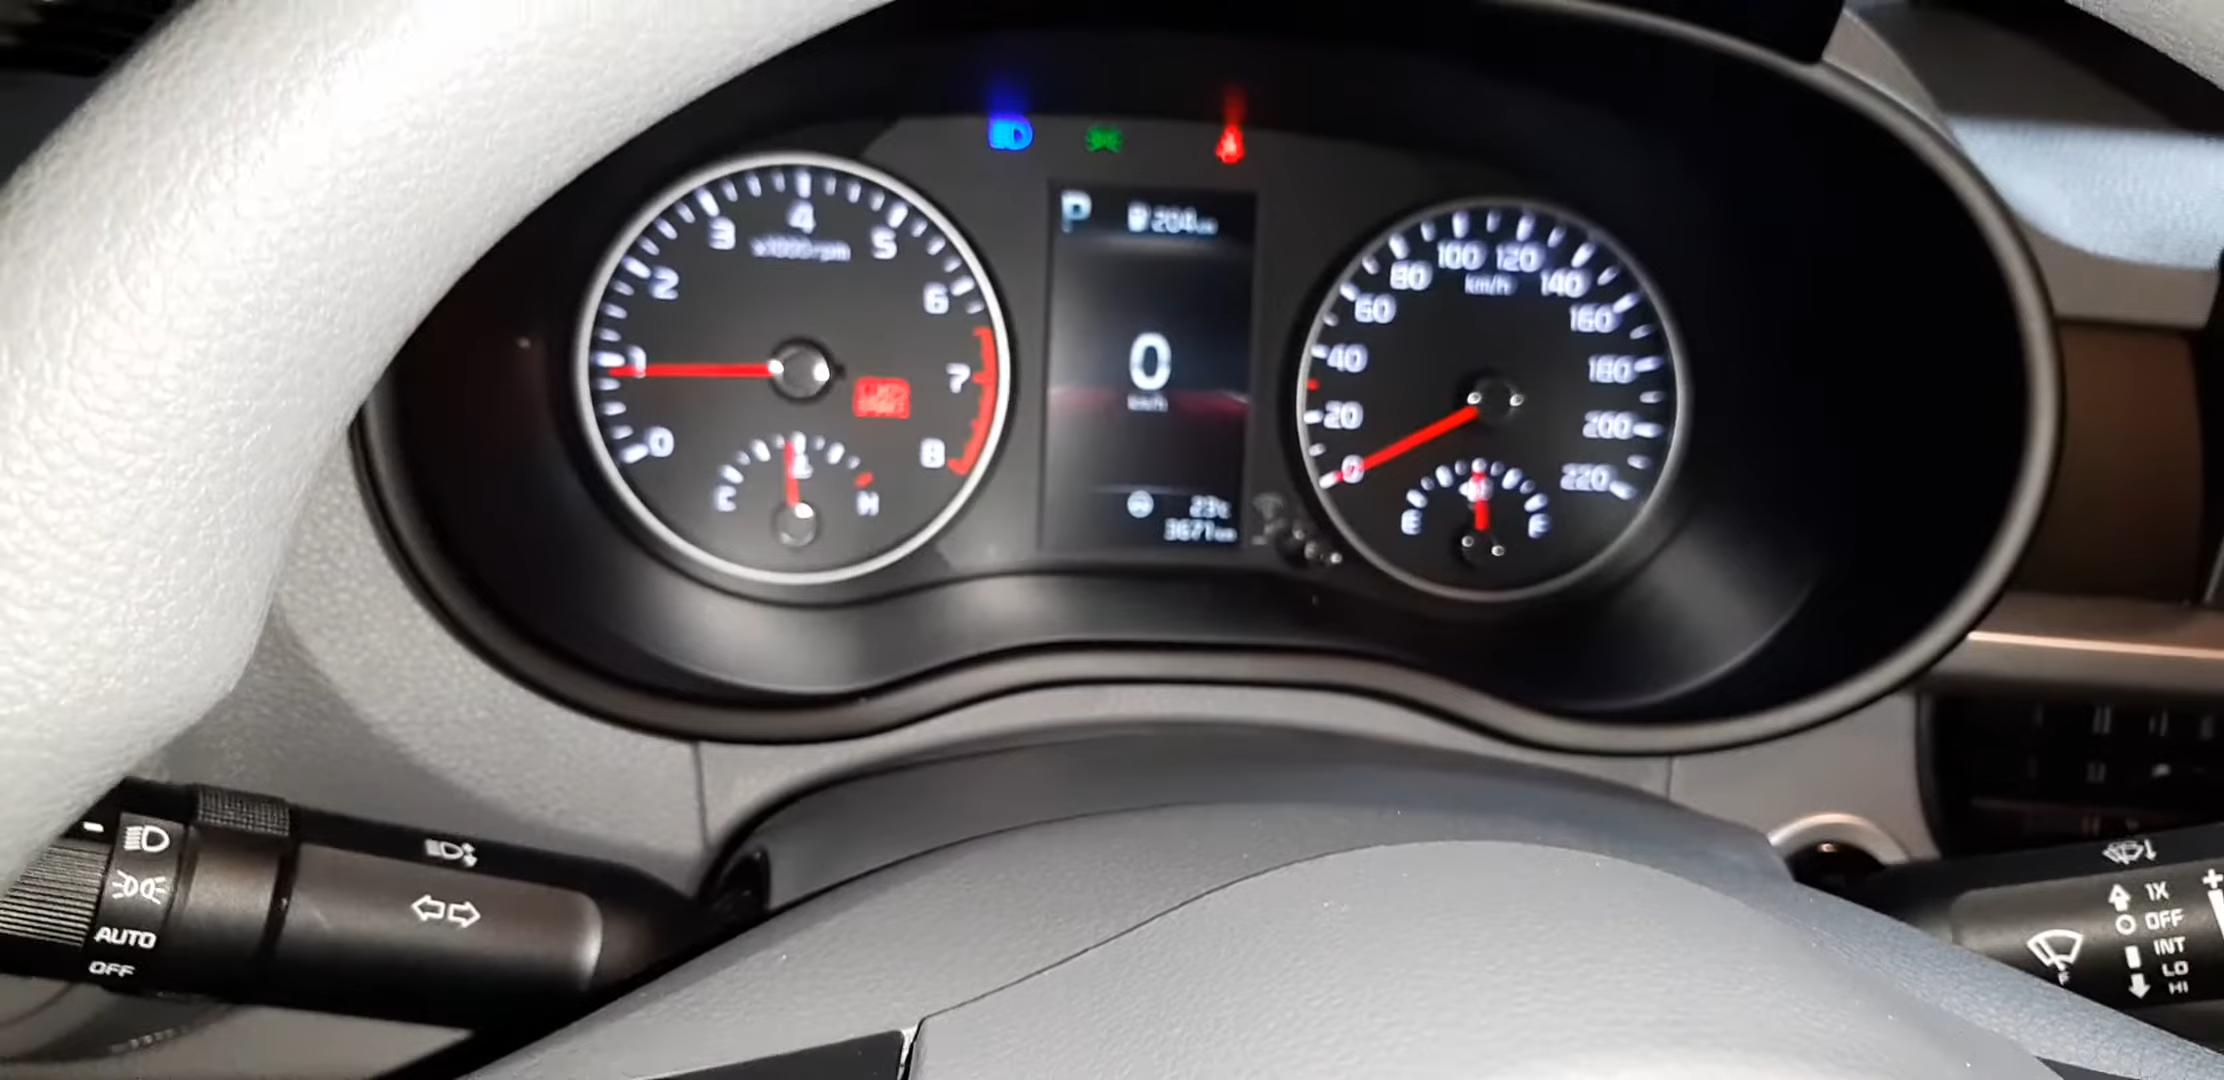 P 204km
4
3 5
x1000rpm
2 6
1 7
0 8
C H
0
km/h
23°C
3671km
100 120
80 140
km/h
60 160
40 180
20 200
0 220
E F
AUTO
OFF
1X
OFF
INT
LO
HI
F